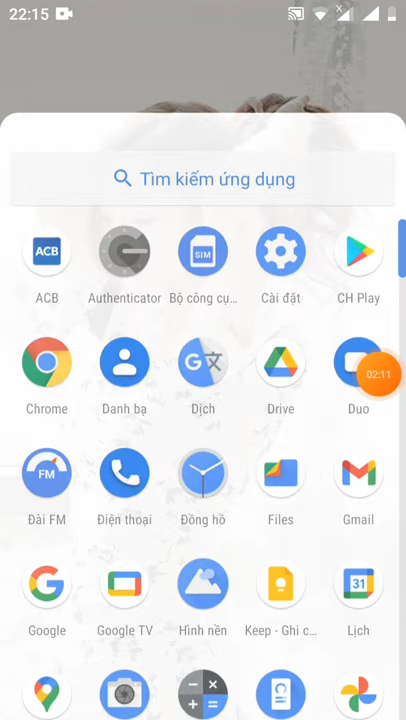 22:15
Tìm kiếm ứng dụng
ACB
SIM
ACB
Authenticator
Bộ công cụ...
Cài đặt
CH Play
G文
Chrome
Danh bạ
Dịch
Drive
Duo
02:11
FM
Đài FM
Điện thoại
Đồng hồ
Files
Gmail
31
Google
Google TV
Hình nền
Keep - Ghi c...
Lịch